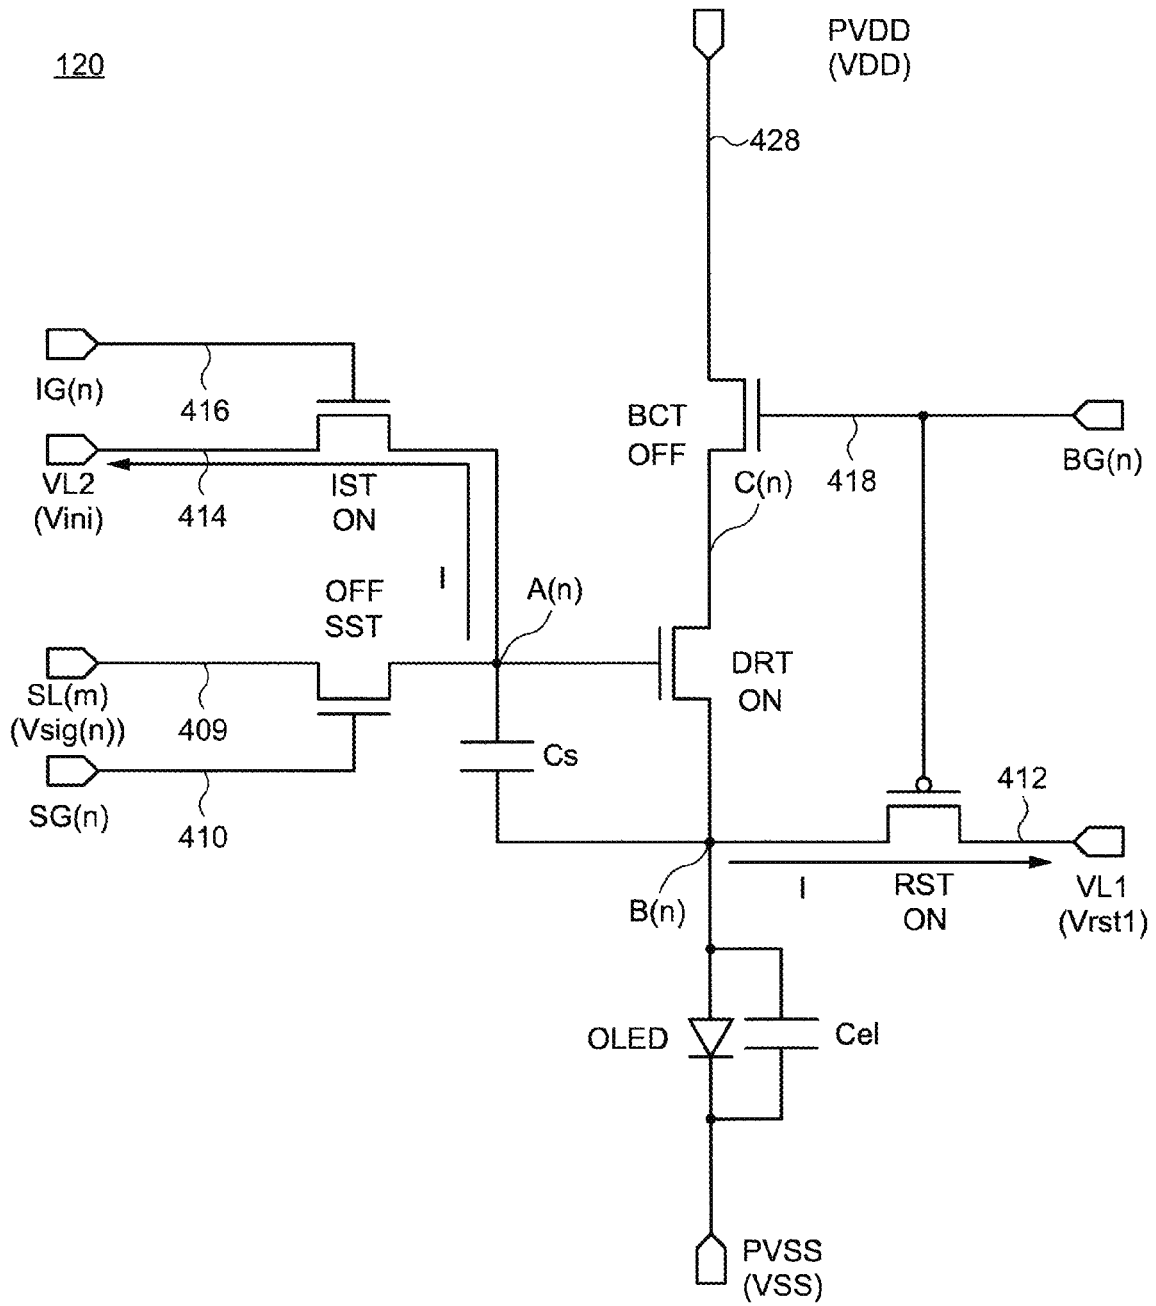 PVDD
(VDD)
120
428
IG(n)
416
BCT
OFF
418
BG(n)
C(n)
VL2
(Vini)
414
IST
ON
I
OFF
SST
A(n)
DRT
ON
SL(m)
(Vsig(n))
409
Cs
SG(n)
410
412
B(n)
I
RST
ON
VL1
(Vrst1)
OLED
Cel
PVSS
(VSS)